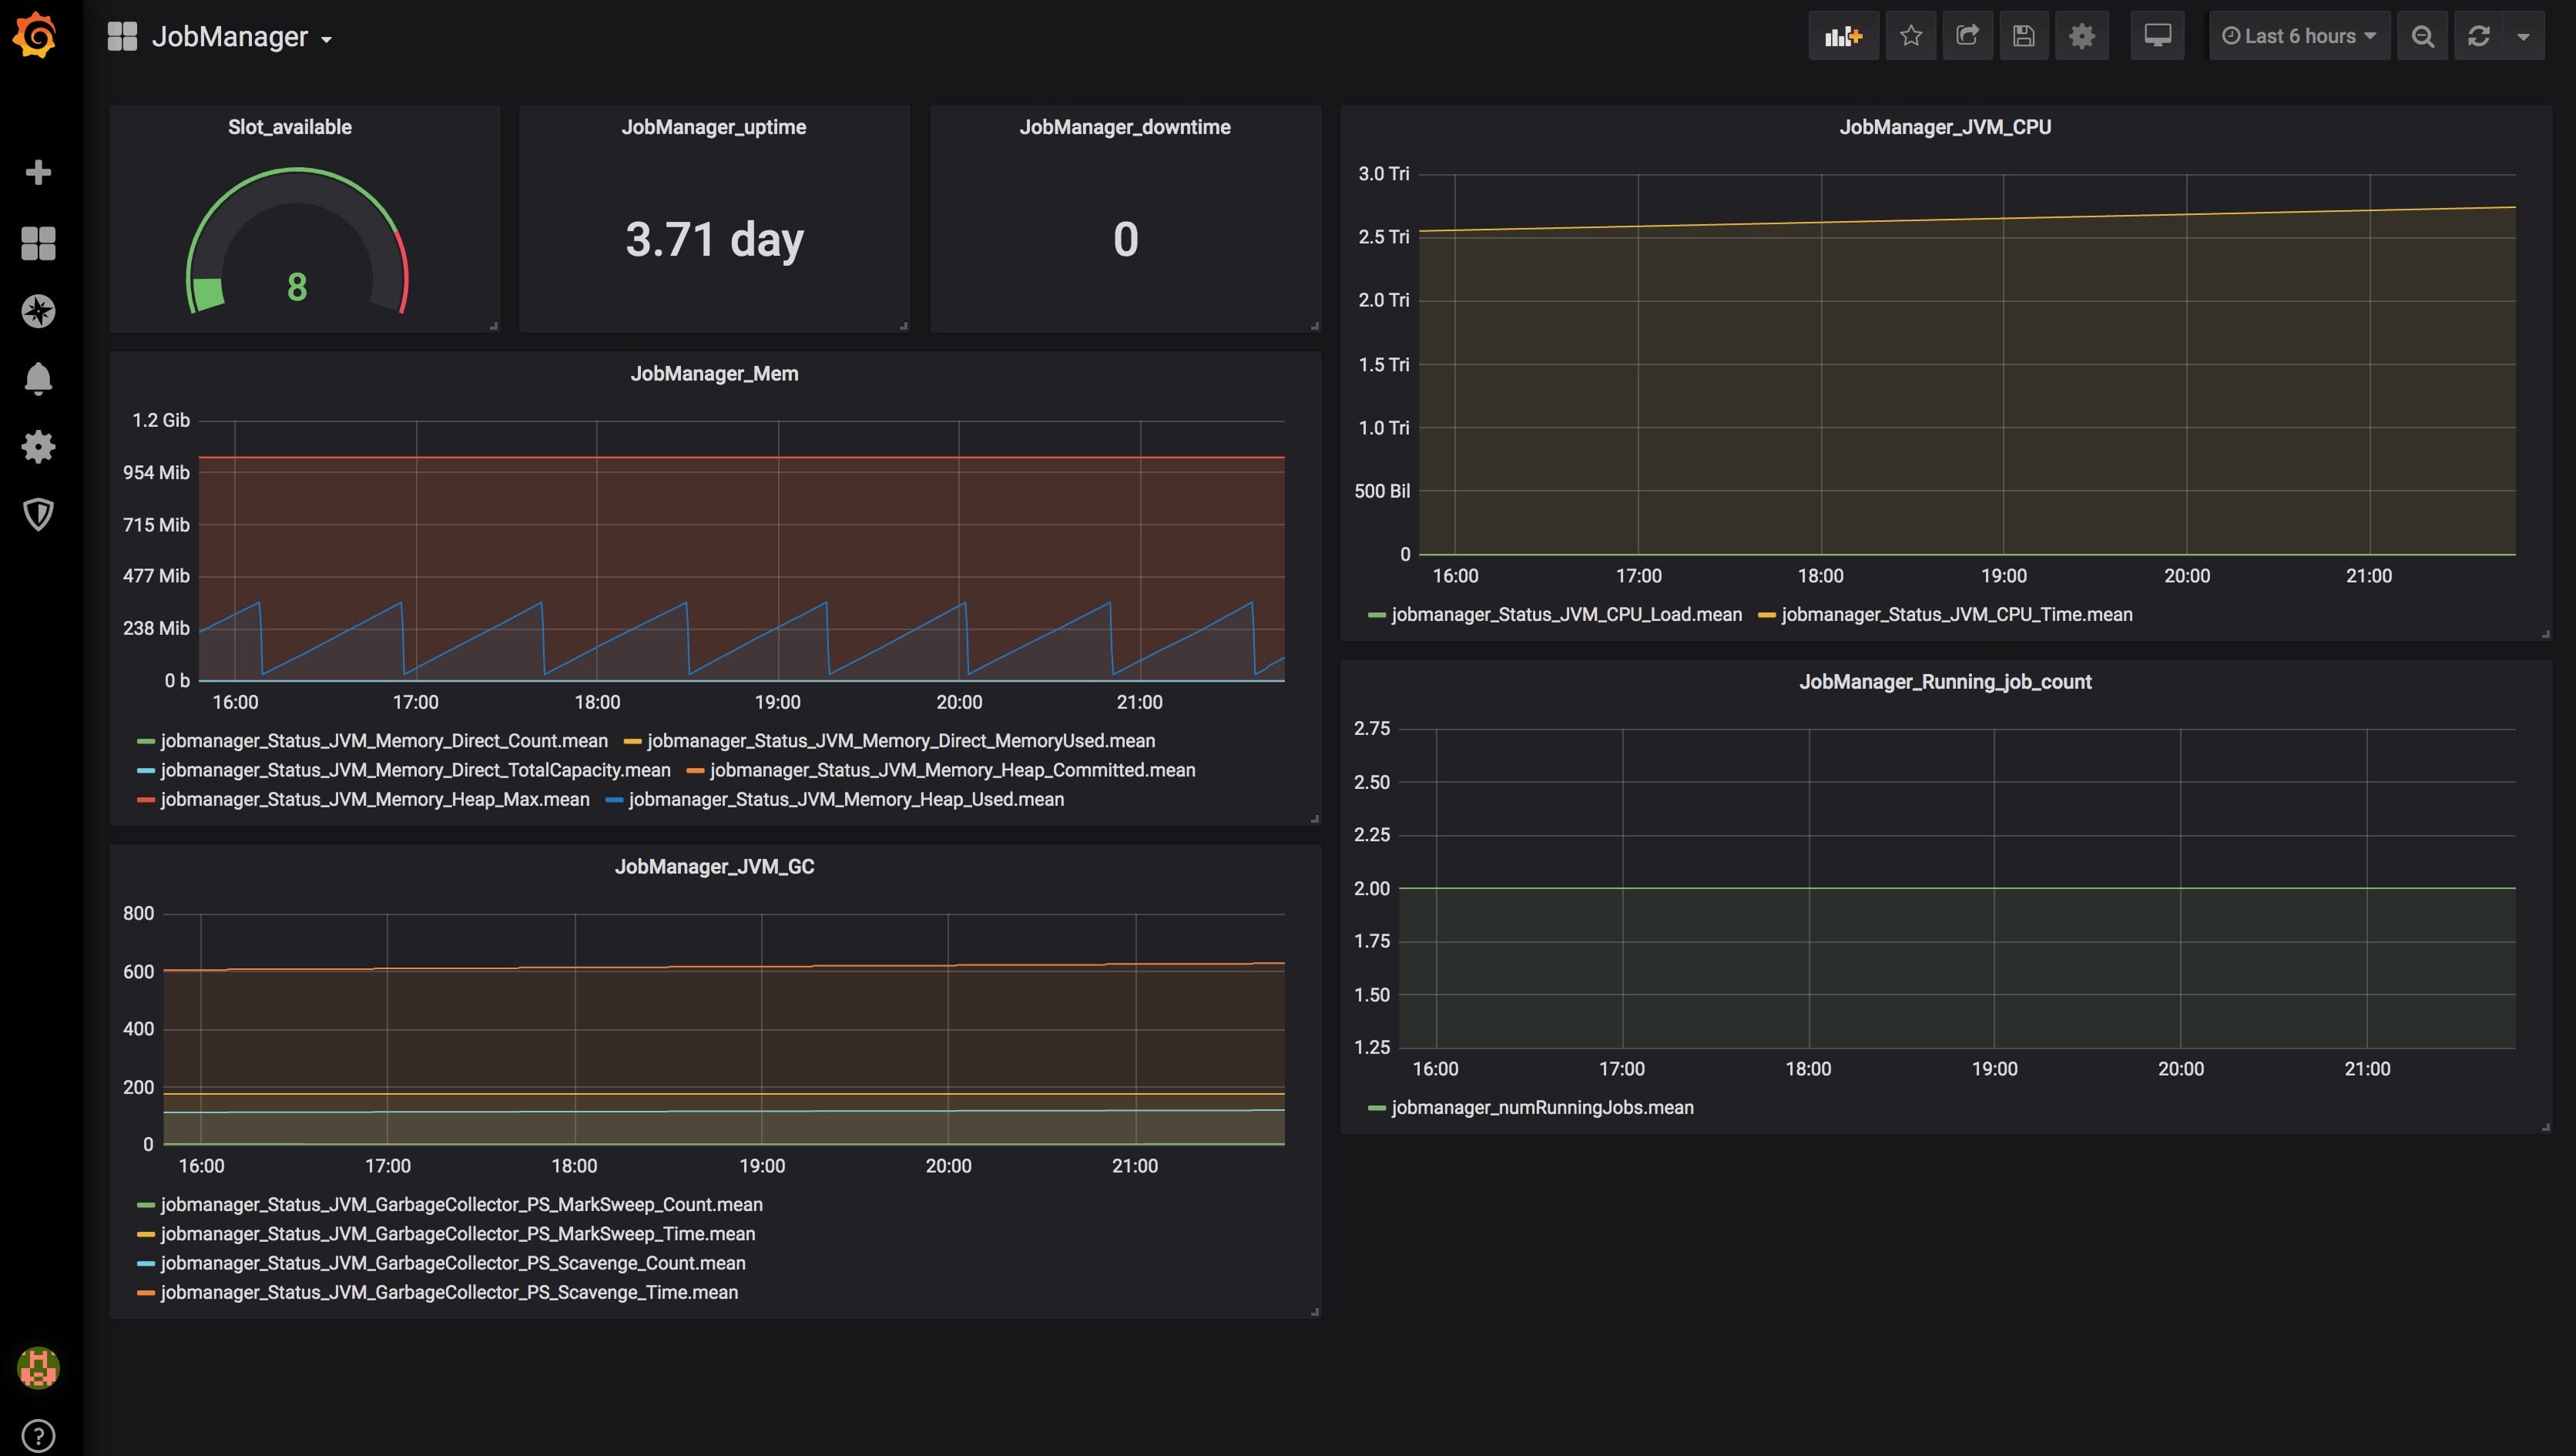 JobManager
Last 6 hours
Slot_available
8
JobManager_uptime
3.71 day
JobManager_downtime
0
JobManager_JVM_CPU
3.0 Tri
2.5 Tri
2.0 Tri
1.5 Tri
1.0 Tri
500 Bil
0
16:00 17:00 18:00 19:00 20:00 21:00
jobmanager_Status_JVM_CPU_Load.mean jobmanager_Status_JVM_CPU_Time.mean
JobManager_Mem
1.2 Gib
954 Mib
715 Mib
477 Mib
238 Mib
0 b
16:00 17:00 18:00 19:00 20:00 21:00
jobmanager_Status_JVM_Memory_Direct_Count.mean jobmanager_Status_JVM_Memory_Direct_MemoryUsed.mean
jobmanager_Status_JVM_Memory_Direct_TotalCapacity.mean jobmanager_Status_JVM_Memory_Heap_Committed.mean
jobmanager_Status_JVM_Memory_Heap_Max.mean jobmanager_Status_JVM_Memory_Heap_Used.mean
JobManager_Running_job_count
2.75
2.50
2.25
2.00
1.75
1.50
1.25
16:00 17:00 18:00 19:00 20:00 21:00
jobmanager_numRunningJobs.mean
JobManager_JVM_GC
800
600
400
200
0
16:00 17:00 18:00 19:00 20:00 21:00
jobmanager_Status_JVM_GarbageCollector_PS_MarkSweep_Count.mean
jobmanager_Status_JVM_GarbageCollector_PS_MarkSweep_Time.mean
jobmanager_Status_JVM_GarbageCollector_PS_Scavenge_Count.mean
jobmanager_Status_JVM_GarbageCollector_PS_Scavenge_Time.mean